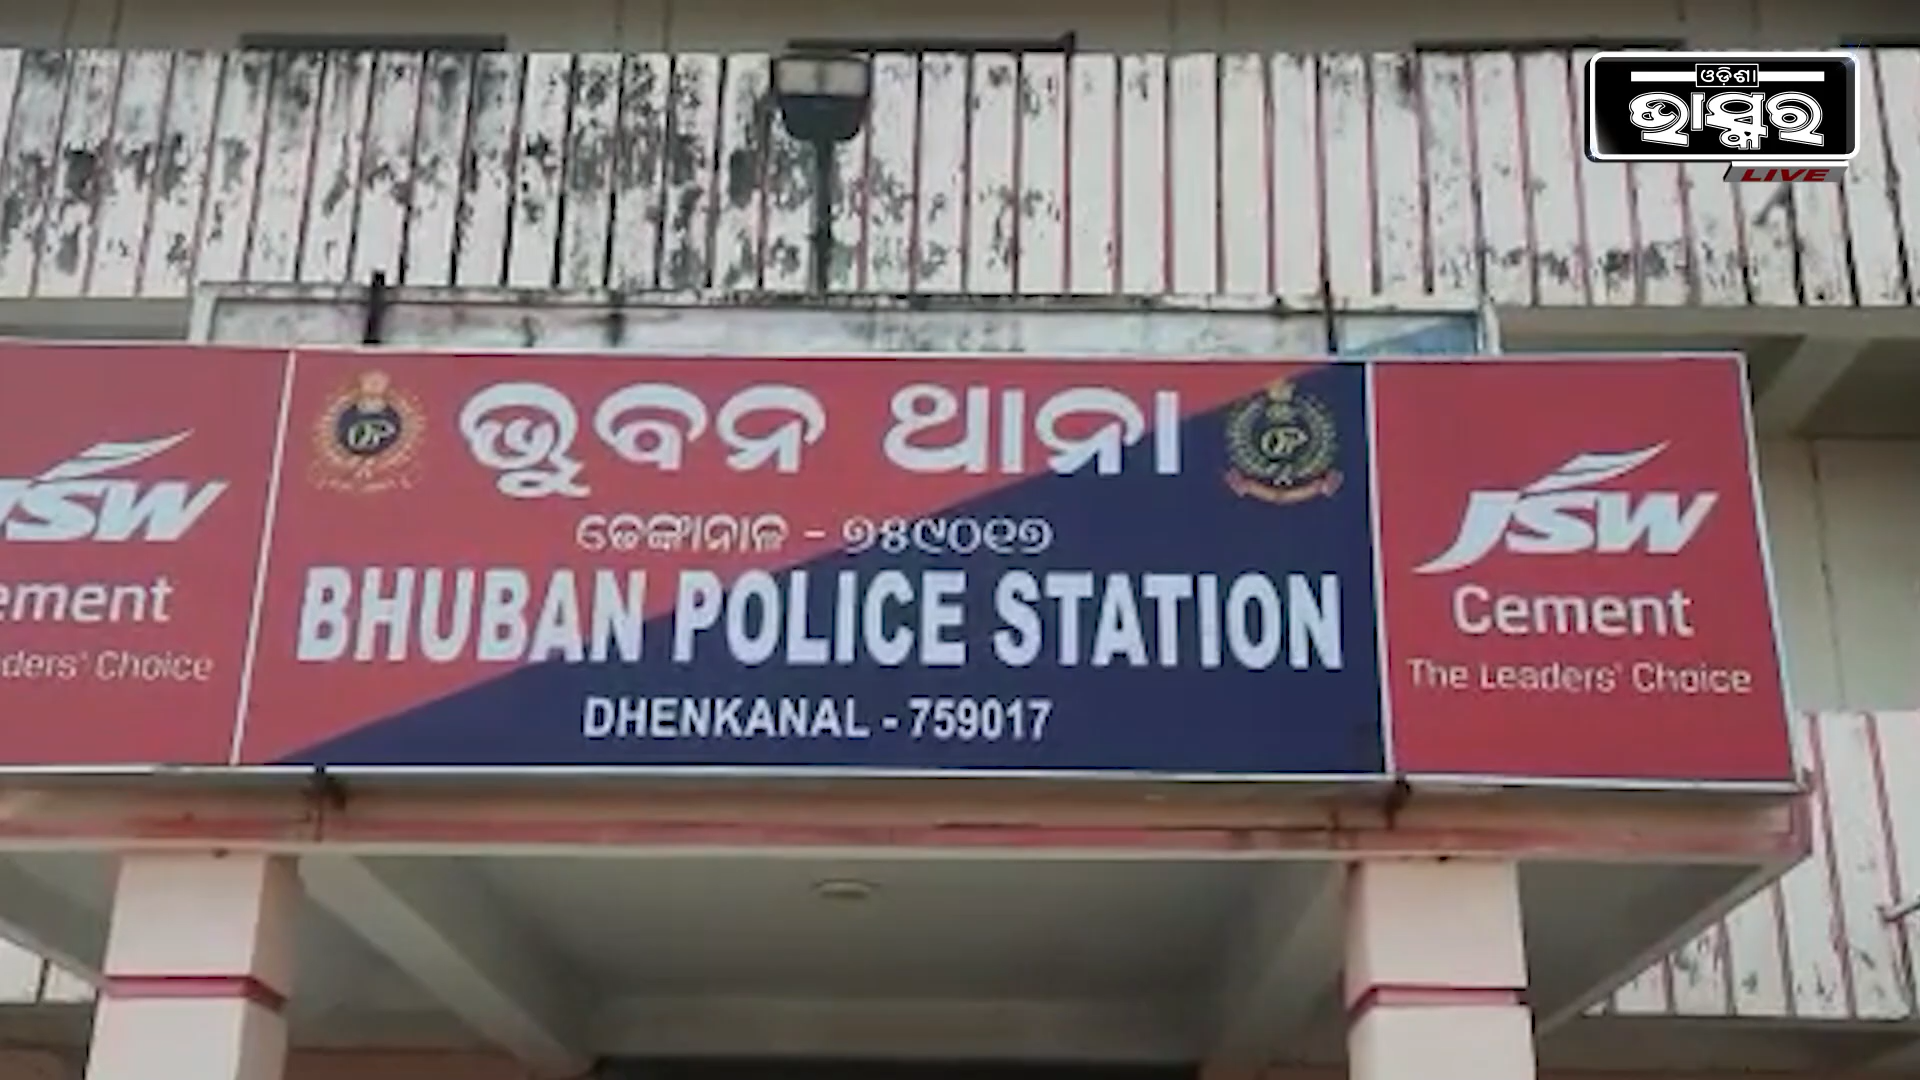 ଓଡ଼ିଶା
ଭାସ୍କର
LIVE
ଭୁବନ ଥାନା
ଢେଙ୍କାନାଳ - ୭୫୯୦୧୭
BHUBAN POLICE STATION
DHENKANAL - 759017
JSW
Cement
The Leaders' Choice
JSW
ement
ders' Choice